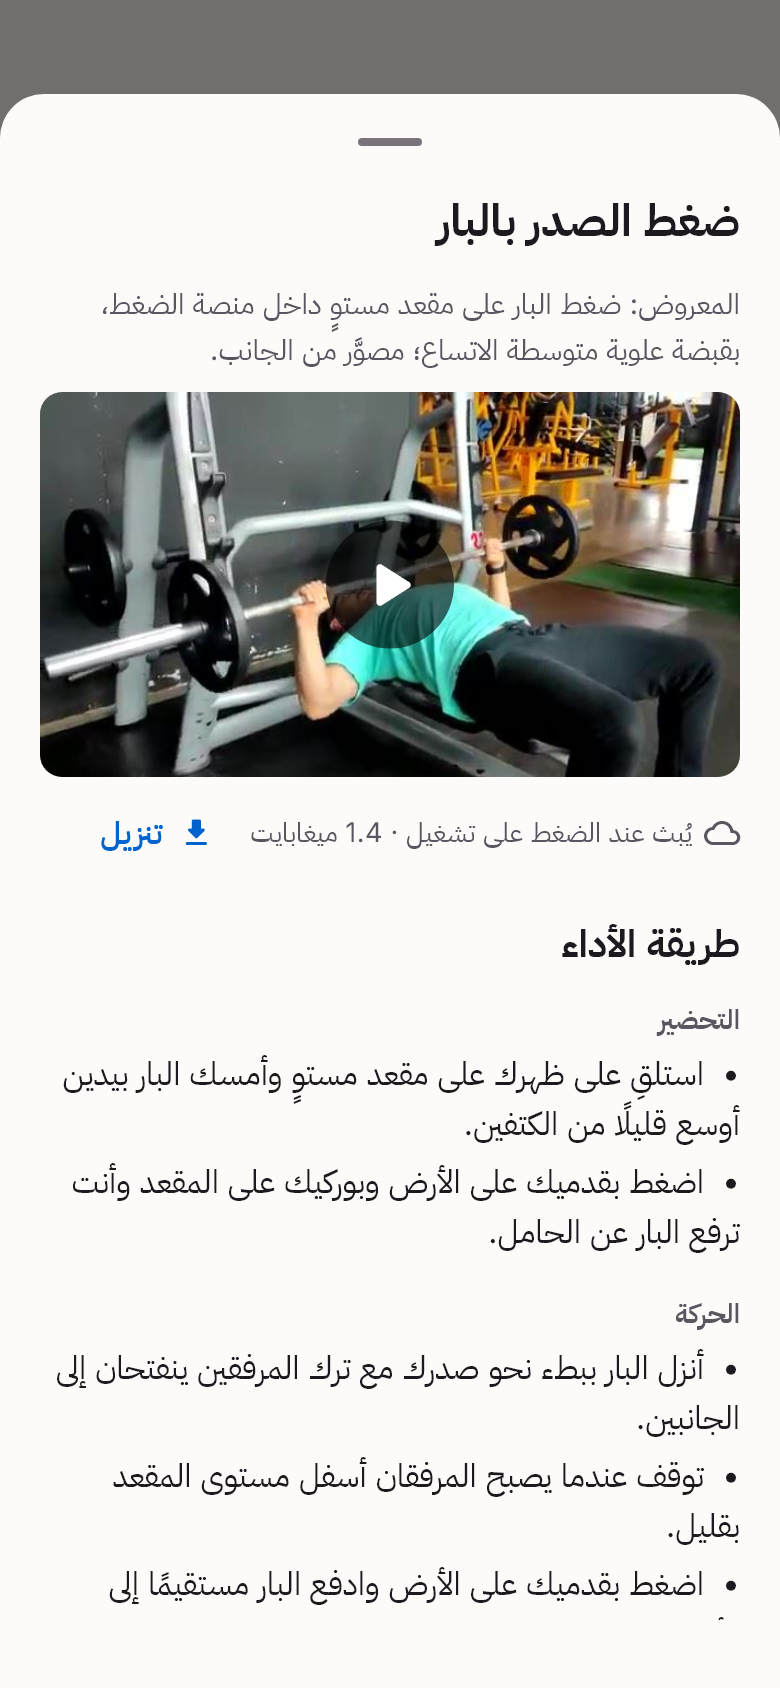 ضغط الصدر بالبار
المعروض: ضغط البار على مقعد مستوٍ داخل منصة الضغط،
بقبضة علوية متوسطة الاتساع؛ مصوَّر من الجانب.
يُبث عند الضغط على تشغيل · 1.4 ميغابايت
تنزيل
طريقة الأداء
التحضير
• استلقِ على ظهرك على مقعد مستوٍ وأمسك البار بيدين
أوسع قليلًا من الكتفين.
• اضغط بقدميك على الأرض وبوركيك على المقعد وأنت
ترفع البار عن الحامل.
الحركة
• أنزل البار ببطء نحو صدرك مع ترك المرفقين ينفتحان إلى
الجانبين.
• توقف عندما يصبح المرفقان أسفل مستوى المقعد
بقليل.
• اضغط بقدميك على الأرض وادفع البار مستقيمًا إلى